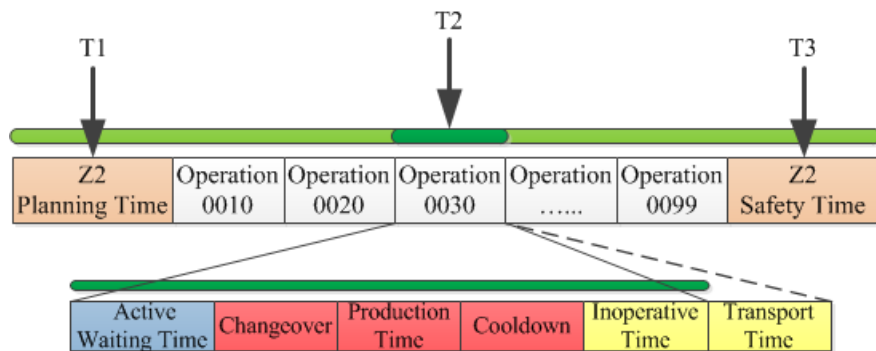 T1
T2
T3
Z2
Planning Time
Operation
0010
Operation
0020
Operation
0030
Operation
…...
Operation
0099
Z2
Safety Time
Active
Waiting Time
Changeover
Production
Time
Cooldown
Inoperative
Time
Transport
Time